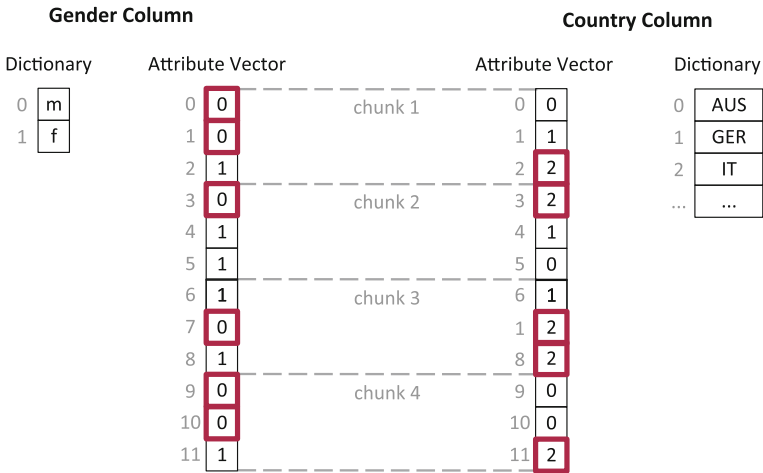 Gender Column
Country Column
Dictionary Attribute Vector Attribute Vector Dictionary
0 m 0 0 chunk 1 0 0 0 AUS
1 f 1 0 1 1 1 GER
2 1 2 2 2 IT
3 0 chunk 2 3 2 ... ...
4 1 4 1
5 1 5 0
6 1 chunk 3 6 1
7 0 1 2
8 1 8 2
9 0 chunk 4 9 0
10 0 10 0
11 1 11 2